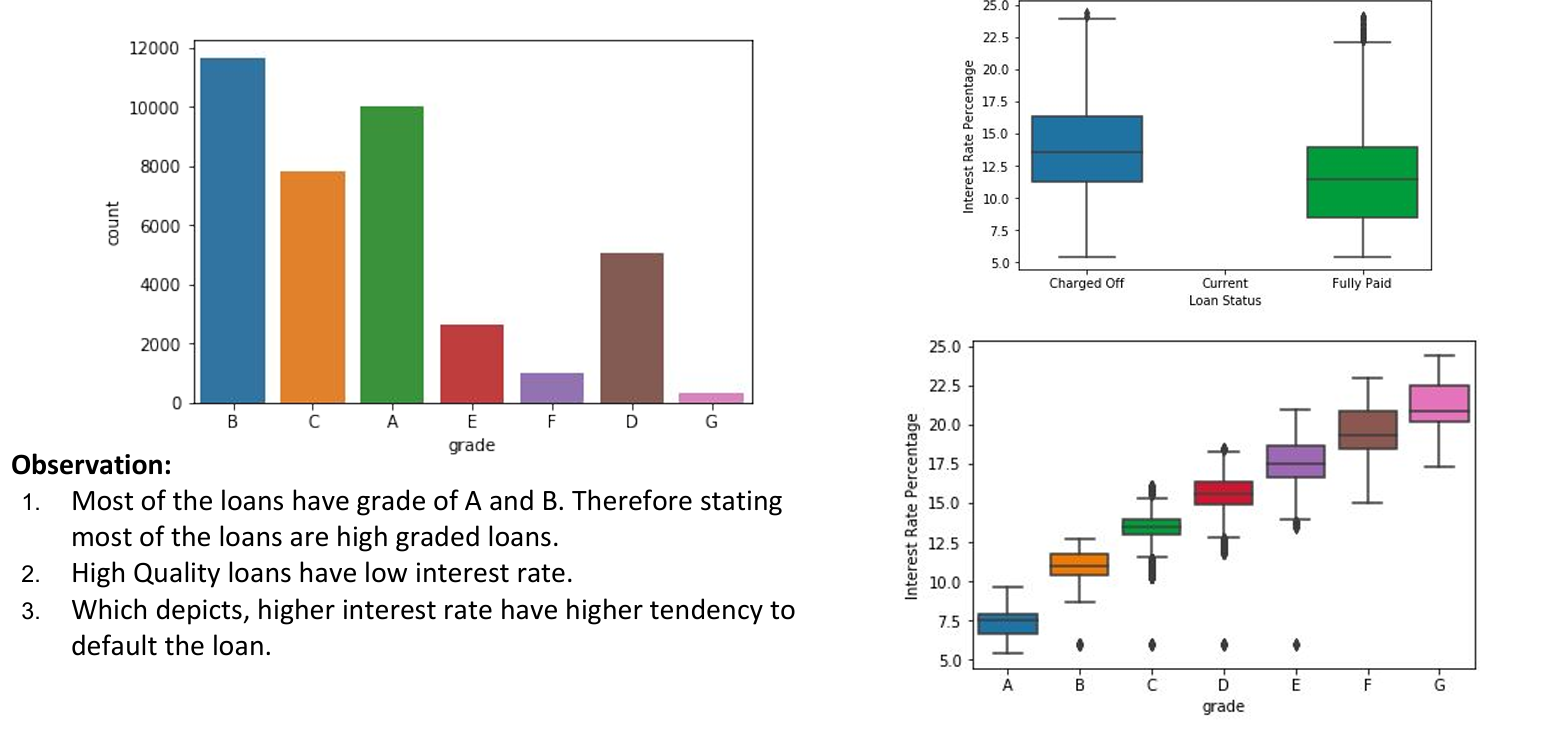 12000
10000
8000
6000
4000
2000
0
count
B C A E F D G
grade
Observation:
1. Most of the loans have grade of A and B. Therefore stating
most of the loans are high graded loans.
2. High Quality loans have low interest rate.
3. Which depicts, higher interest rate have higher tendency to
default the loan.
25.0
22.5
20.0
17.5
15.0
12.5
10.0
7.5
5.0
Interest Rate Percentage
Charged Off Current Fully Paid
Loan Status
25.0
22.5
20.0
17.5
15.0
12.5
10.0
7.5
5.0
Interest Rate Percentage
A B C D E F G
grade